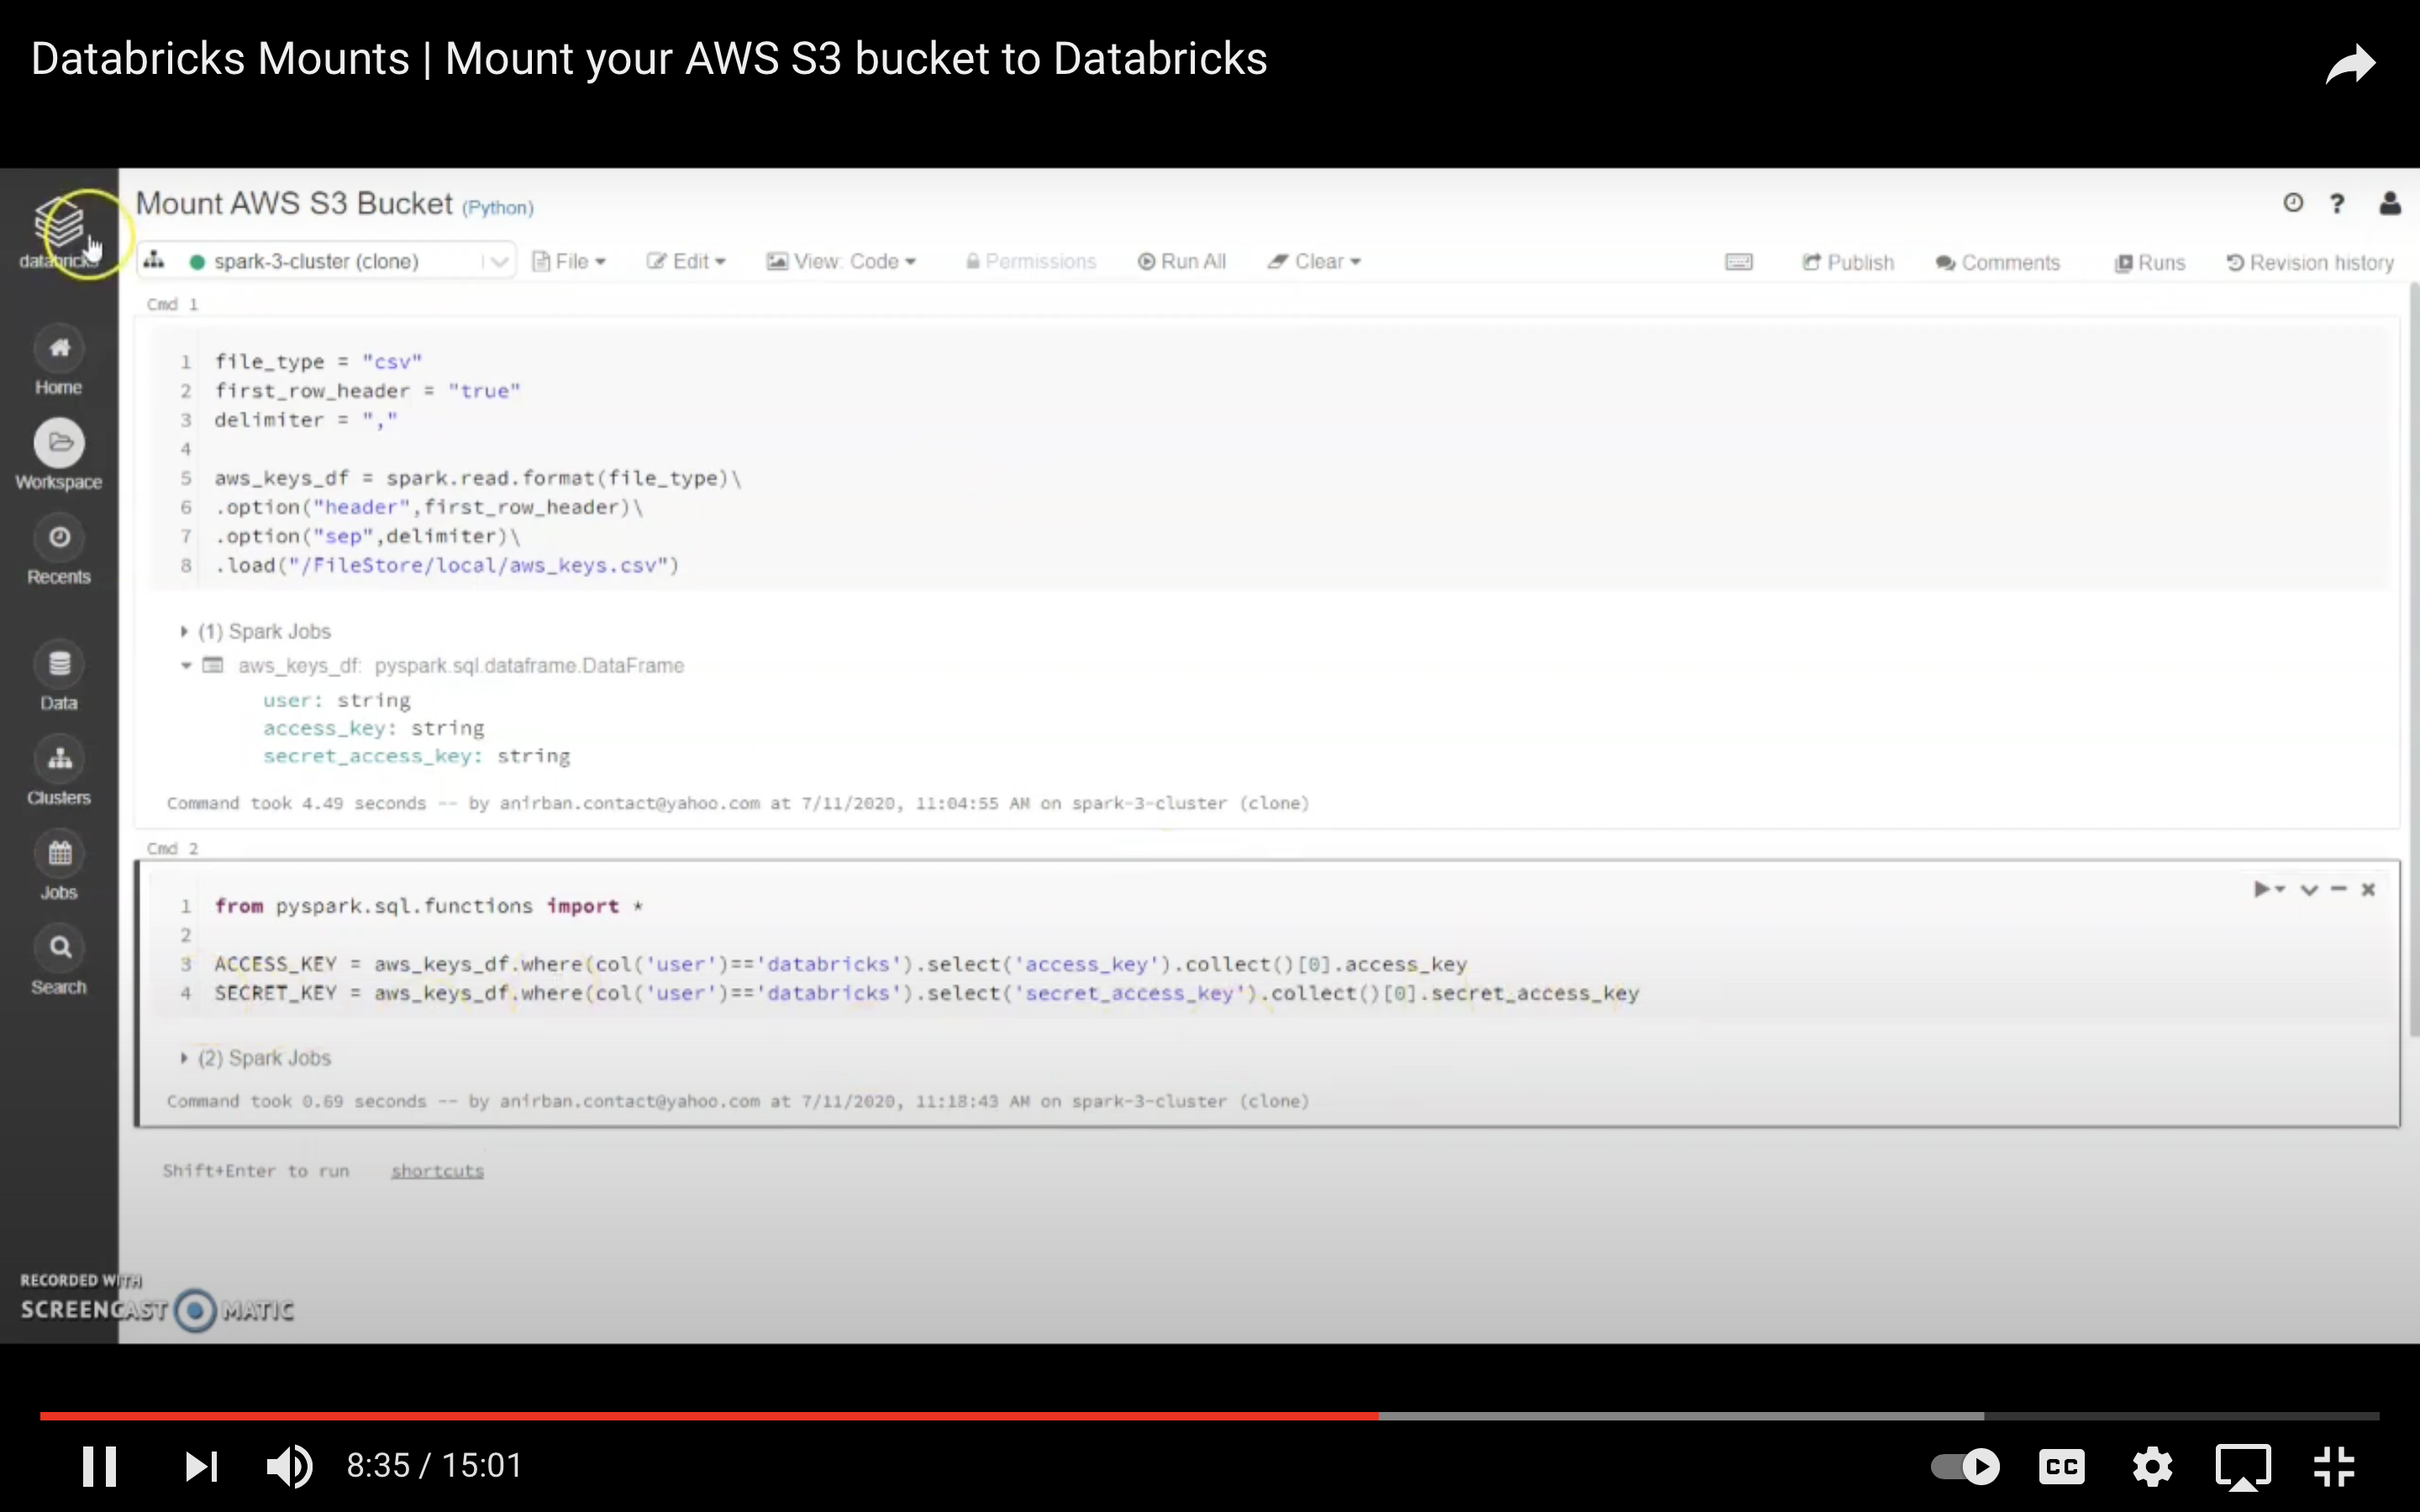 Databricks Mounts | Mount your AWS S3 bucket to Databricks
databricks
Mount AWS S3 Bucket (Python)
spark-3-cluster (clone) File Edit View: Code Permissions Run All Clear Publish Comments Runs Revision history
Home
Workspace
Recents
Data
Clusters
Jobs
Search
Cmd 1
1 file_type = "csv"
2 first_row_header = "true"
3 delimiter = ","
4
5 aws_keys_df = spark.read.format(file_type)\
6 .option("header",first_row_header)\
7 .option("sep",delimiter)\
8 .load("/FileStore/local/aws_keys.csv")
(1) Spark Jobs
aws_keys_df: pyspark.sql.dataframe.DataFrame
user: string
access_key: string
secret_access_key: string
Command took 4.49 seconds -- by anirban.contact@yahoo.com at 7/11/2020, 11:04:55 AM on spark-3-cluster (clone)
Cmd 2
1 from pyspark.sql.functions import *
2
3 ACCESS_KEY = aws_keys_df.where(col('user')=='databricks').select('access_key').collect()[0].access_key
4 SECRET_KEY = aws_keys_df.where(col('user')=='databricks').select('secret_access_key').collect()[0].secret_access_key
(2) Spark Jobs
Command took 0.69 seconds -- by anirban.contact@yahoo.com at 7/11/2020, 11:18:43 AM on spark-3-cluster (clone)
Shift+Enter to run shortcuts
RECORDED WITH
SCREENCAST MATIC
8:35 / 15:01
CC